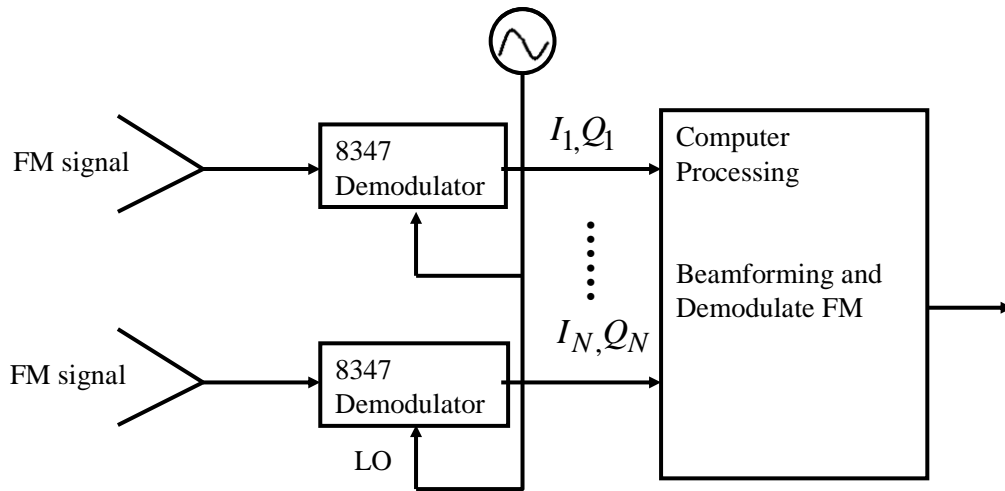 FM signal
8347
Demodulator
I1,Q1
Computer
Processing
Beamforming and
Demodulate FM
IN,QN
FM signal
8347
Demodulator
LO